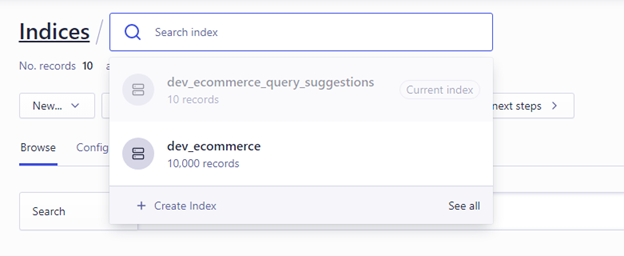 Indices /
Search index
No. records 10
dev_ecommerce_query_suggestions
10 records
Current index
New...
next steps
dev_ecommerce
10,000 records
Browse
Config
+ Create Index
See all
Search